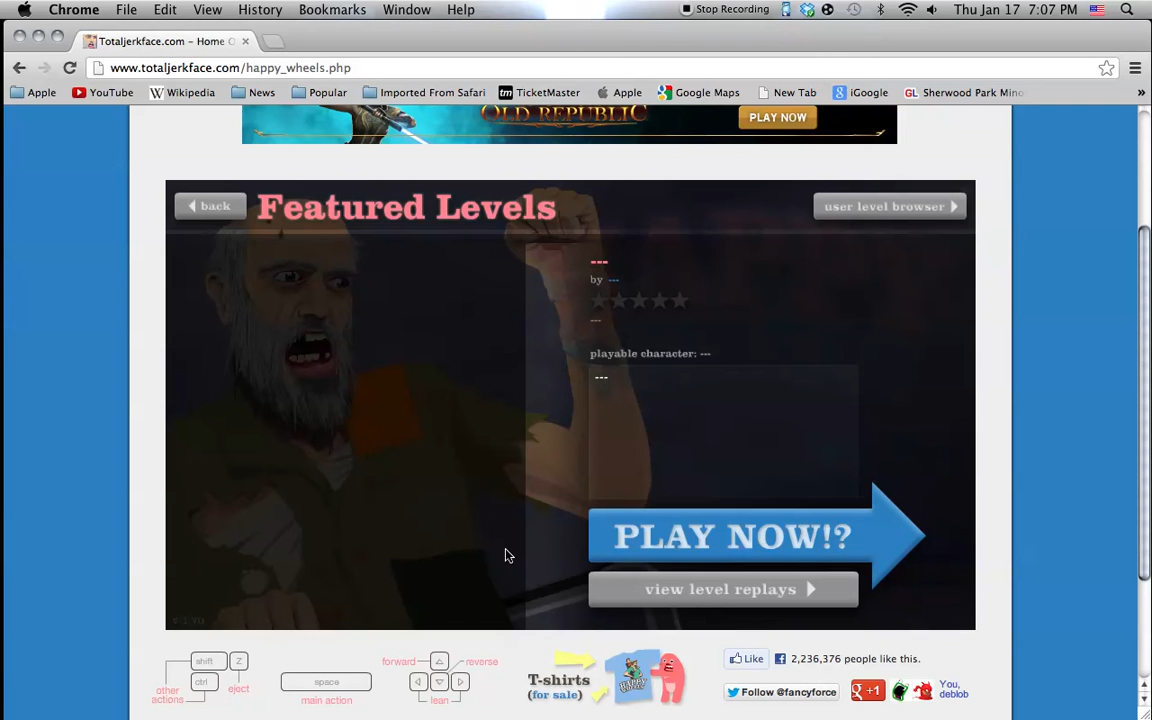 Chrome File Edit View History Bookmarks Window Help Stop Recording Thu Jan 17 7:07 PM
Totaljerkface.com – Home O
www.totaljerkface.com/happy_wheels.php
Apple YouTube Wikipedia News Popular Imported From Safari TicketMaster Apple Google Maps New Tab iGoogle Sherwood Park Mino »
OLD REPUBLIC PLAY NOW
back Featured Levels user level browser
---
by ---
---
playable character: ---
---
PLAY NOW!?
view level replays
shift Z
ctrl
other actions
eject
space
main action
forward
reverse
lean
T-shirts
(for sale)
Like 2,236,376 people like this.
Follow @fancyforce +1 You, deblob